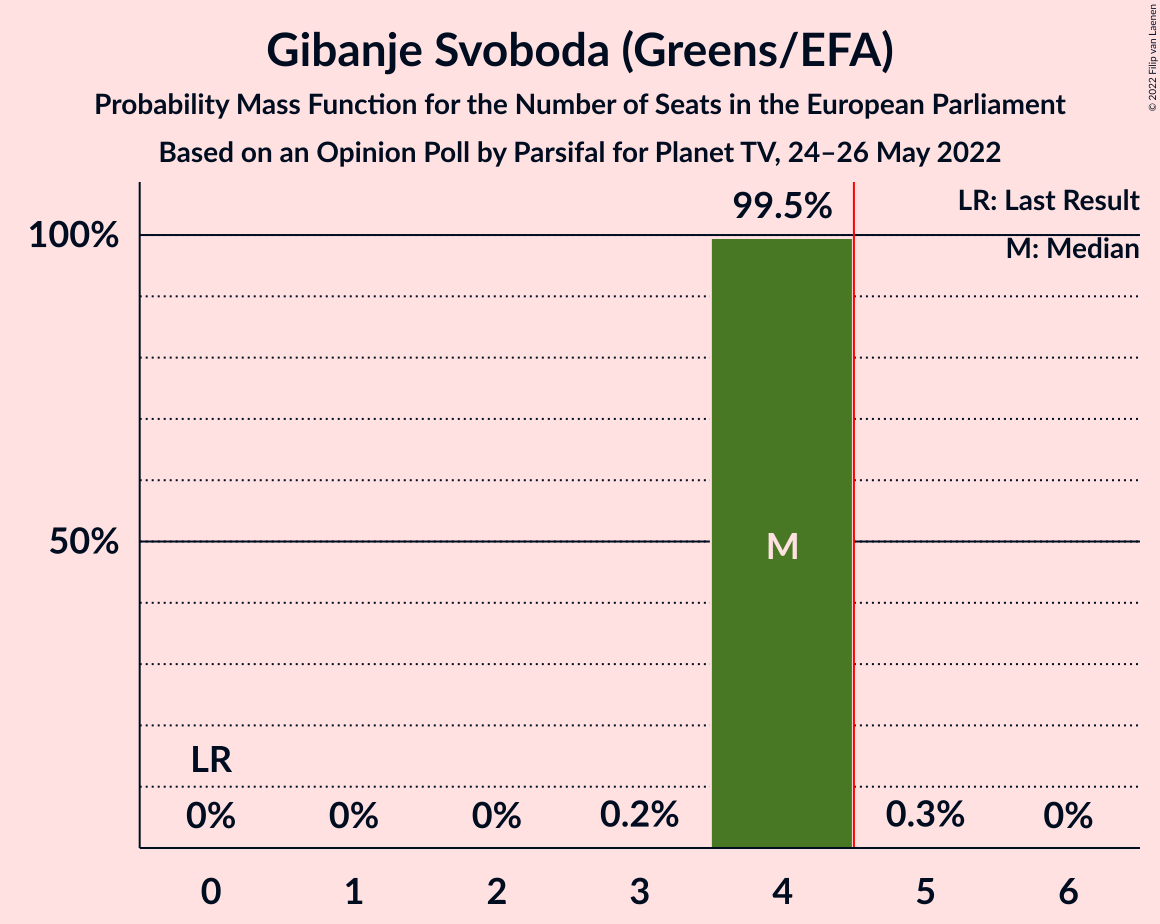 Gibanje Svoboda (Greens/EFA)
Probability Mass Function for the Number of Seats in the European Parliament
Based on an Opinion Poll by Parsifal for Planet TV, 24–26 May 2022
© 2022 Filip van Laenen
LR: Last Result
M: Median
99.5%
100%
50%
M
LR
0% 0% 0% 0.2% 0.3% 0%
0 1 2 3 4 5 6